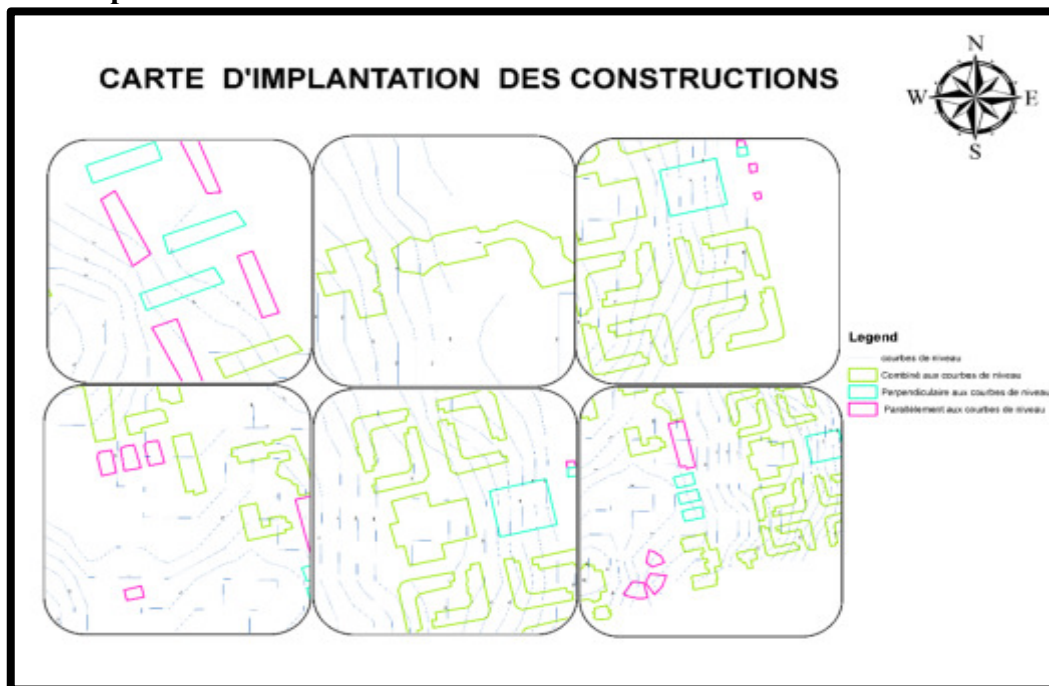 CARTE D'IMPLANTATION DES CONSTRUCTIONS
N
W E
S
Legend
courbes de niveau
Combiné aux courbes de niveau
Perpendiculaire aux courbes de niveau
Parallèlement aux courbes de niveau